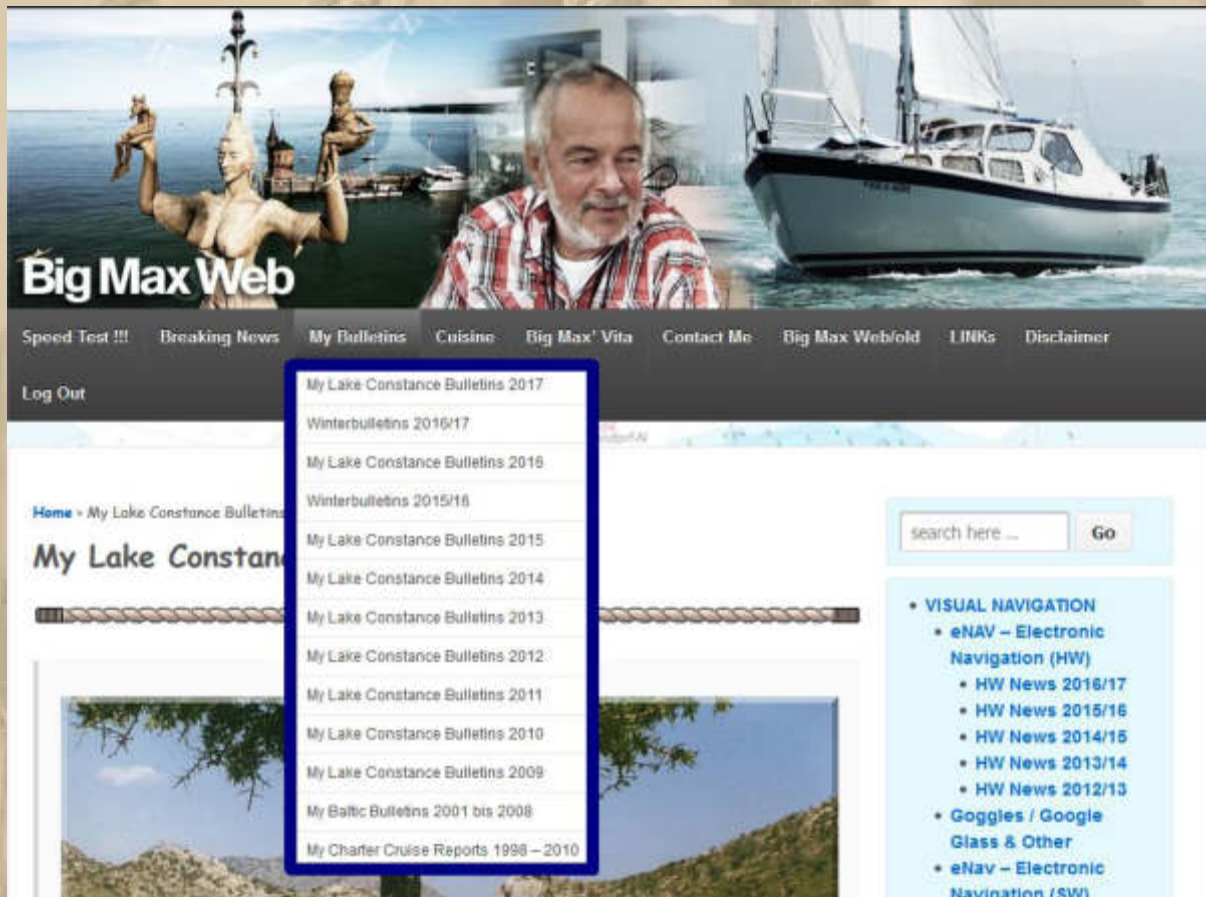 Big Max Web
Speed Test !!! Breaking News My Bulletins Cuisine Big Max' Vita Contact Me Big Max Web/old LINKs Disclaimer
Log Out
My Lake Constance Bulletins 2017
Winterbulletins 2016/17
My Lake Constance Bulletins 2016
Winterbulletins 2015/16
My Lake Constance Bulletins 2015
My Lake Constance Bulletins 2014
My Lake Constance Bulletins 2013
My Lake Constance Bulletins 2012
My Lake Constance Bulletins 2011
My Lake Constance Bulletins 2010
My Lake Constance Bulletins 2009
My Baltic Bulletins 2001 bis 2008
My Charter Cruise Reports 1998 – 2010
Home » My Lake Constance Bulletins
My Lake Constan
search here ... Go
VISUAL NAVIGATION
eNAV – Electronic
Navigation (HW)
HW News 2016/17
HW News 2015/16
HW News 2014/15
HW News 2013/14
HW News 2012/13
Goggles / Google
Glass & Other
eNav – Electronic
Navigation (SW)